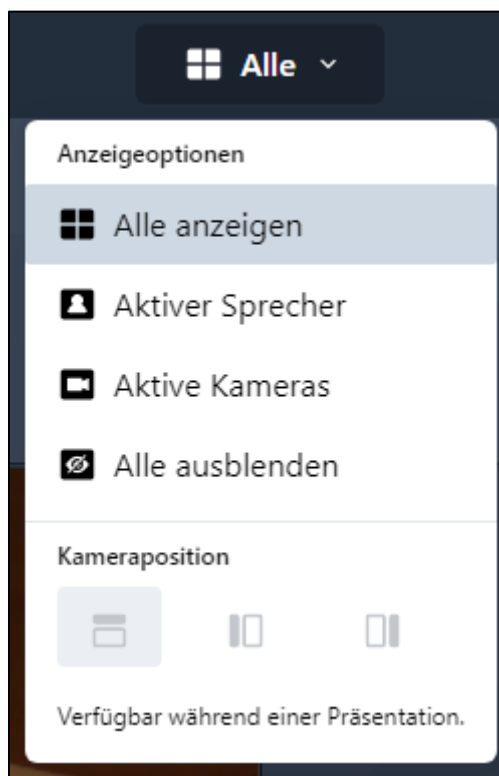 Alle
Anzeigeoptionen
Alle anzeigen
Aktiver Sprecher
Aktive Kameras
Alle ausblenden
Kameraposition
Verfügbar während einer Präsentation.